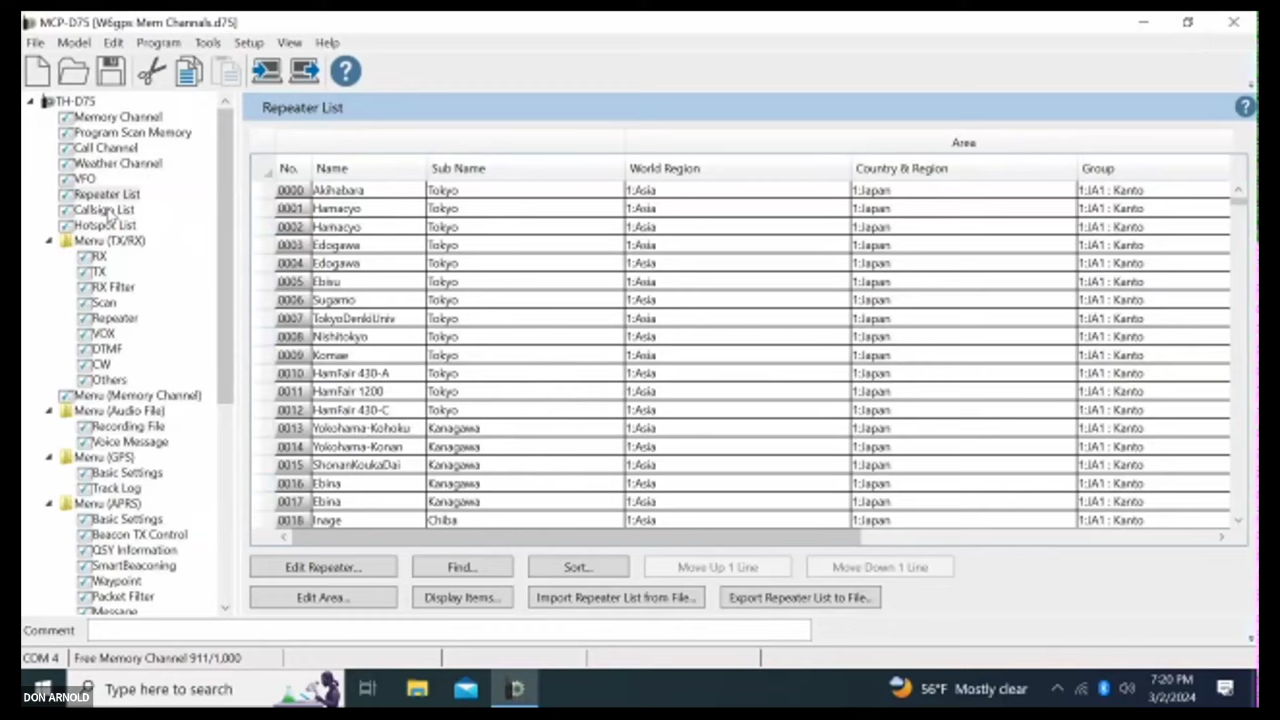 MCP-D75 [W6gps Mem Channels.d75]
File Model Edit Program Tools Setup View Help
TH-D75
Memory Channel
Program Scan Memory
Call Channel
Weather Channel
VFO
Repeater List
Callsign List
Hotspot List
Menu (TX/RX)
RX
TX
RX Filter
Scan
Repeater
VOX
DTMF
CW
Others
Menu (Memory Channel)
Menu (Audio File)
Recording File
Voice Message
Menu (GPS)
Basic Settings
Track Log
Menu (APRS)
Basic Settings
Beacon TX Control
QSY Information
SmartBeaconing
Waypoint
Packet Filter
Message
Repeater List
Area
No. Name Sub Name World Region Country & Region Group
0000 Akihabara Tokyo 1:Asia 1:Japan 1:JA1 : Kanto
0001 Hamacyo Tokyo 1:Asia 1:Japan 1:JA1 : Kanto
0002 Hamacyo Tokyo 1:Asia 1:Japan 1:JA1 : Kanto
0003 Edogawa Tokyo 1:Asia 1:Japan 1:JA1 : Kanto
0004 Edogawa Tokyo 1:Asia 1:Japan 1:JA1 : Kanto
0005 Ebisu Tokyo 1:Asia 1:Japan 1:JA1 : Kanto
0006 Sugamo Tokyo 1:Asia 1:Japan 1:JA1 : Kanto
0007 TokyoDenkiUniv Tokyo 1:Asia 1:Japan 1:JA1 : Kanto
0008 Nishitokyo Tokyo 1:Asia 1:Japan 1:JA1 : Kanto
0009 Komae Tokyo 1:Asia 1:Japan 1:JA1 : Kanto
0010 HamFair 430-A Tokyo 1:Asia 1:Japan 1:JA1 : Kanto
0011 HamFair 1200 Tokyo 1:Asia 1:Japan 1:JA1 : Kanto
0012 HamFair 430-C Tokyo 1:Asia 1:Japan 1:JA1 : Kanto
0013 Yokohama-Kohoku Kanagawa 1:Asia 1:Japan 1:JA1 : Kanto
0014 Yokohama-Konan Kanagawa 1:Asia 1:Japan 1:JA1 : Kanto
0015 ShonanKoukaDai Kanagawa 1:Asia 1:Japan 1:JA1 : Kanto
0016 Ebina Kanagawa 1:Asia 1:Japan 1:JA1 : Kanto
0017 Ebina Kanagawa 1:Asia 1:Japan 1:JA1 : Kanto
0018 Inage Chiba 1:Asia 1:Japan 1:JA1 : Kanto
Edit Repeater... Find... Sort... Move Up 1 Line Move Down 1 Line
Edit Area... Display Items... Import Repeater List from File... Export Repeater List to File...
Comment
COM 4 Free Memory Channel 911/1,000
Type here to search 56°F Mostly clear 7:20 PM
3/2/2024
DON ARNOLD